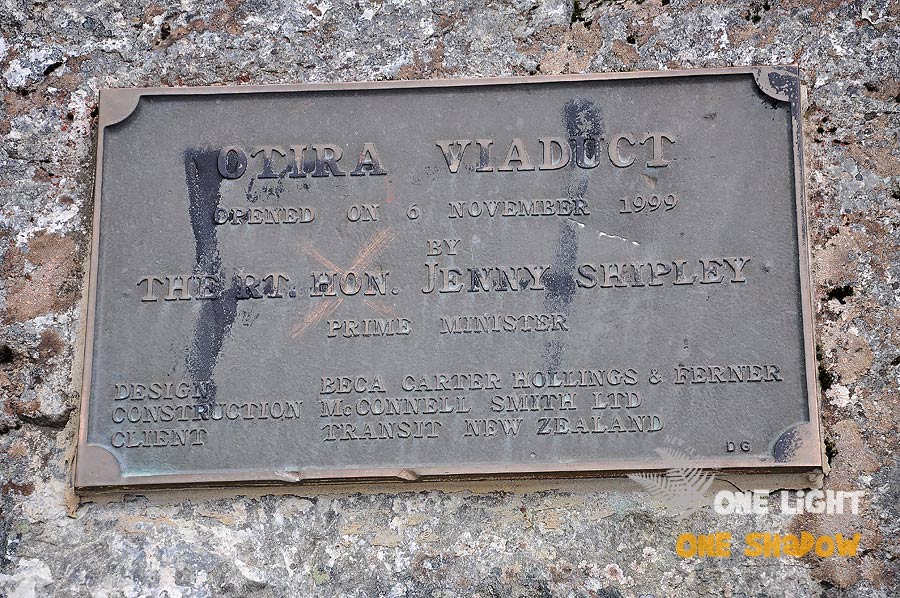 OTIRA VIADUCT
OPENED ON 6 NOVEMBER 1999
BY
THE RT. HON. JENNY SHIPLEY
PRIME MINISTER
DESIGN BECA CARTER HOLLINGS & FERNER
CONSTRUCTION McCONNELL SMITH LTD
CLIENT TRANSIT NEW ZEALAND
DG
ONE LIGHT
ONE SHADOW